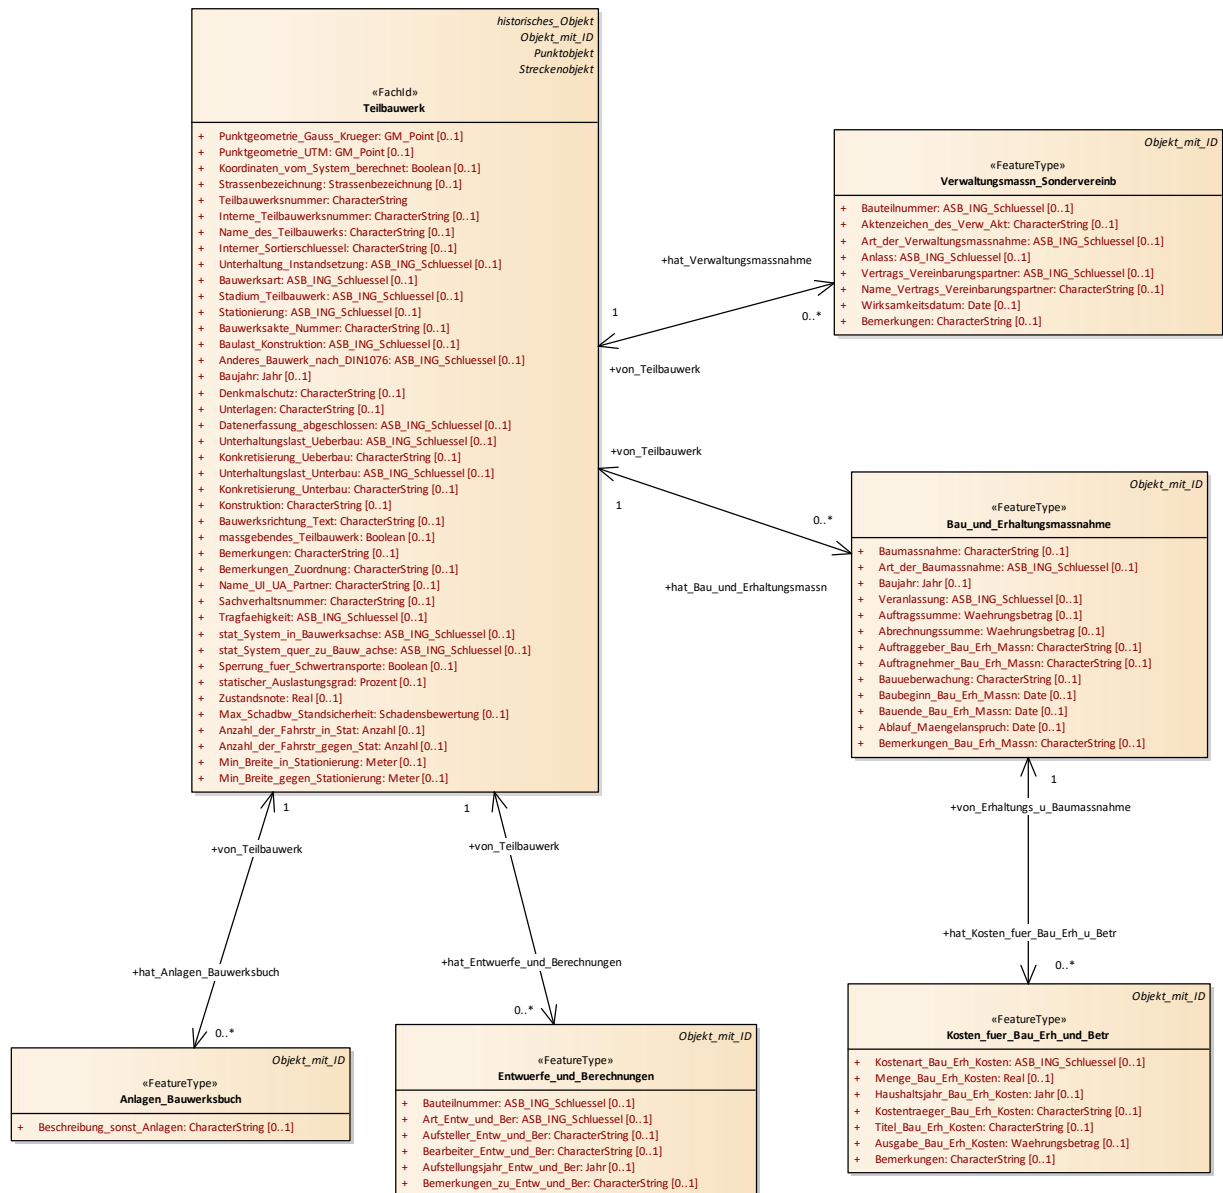 historisches_Objekt
Objekt_mit_ID
Punktobjekt
Streckenobjekt
«FachId»
Teilbauwerk
+ Punktgeometrie_Gauss_Krueger: GM_Point [0..1]
+ Punktgeometrie_UTM: GM_Point [0..1]
+ Koordinaten_vom_System_berechnet: Boolean [0..1]
+ Strassenbezeichnung: Strassenbezeichnung [0..1]
+ Teilbauwerksnummer: CharacterString
+ Interne_Teilbauwerksnummer: CharacterString [0..1]
+ Name_des_Teilbauwerks: CharacterString [0..1]
+ Interner_Sortierschluessel: CharacterString [0..1]
+ Unterhaltung_Instandsetzung: ASB_ING_Schluessel [0..1]
+ Bauwerksart: ASB_ING_Schluessel [0..1]
+ Stadium_Teilbauwerk: ASB_ING_Schluessel [0..1]
+ Stationierung: ASB_ING_Schluessel [0..1]
+ Bauwerksakte_Nummer: CharacterString [0..1]
+ Baulast_Konstruktion: ASB_ING_Schluessel [0..1]
+ Anderes_Bauwerk_nach_DIN1076: ASB_ING_Schluessel [0..1]
+ Baujahr: Jahr [0..1]
+ Denkmalschutz: CharacterString [0..1]
+ Unterlagen: CharacterString [0..1]
+ Datenerfassung_abgeschlossen: ASB_ING_Schluessel [0..1]
+ Unterhaltungslast_Ueberbau: ASB_ING_Schluessel [0..1]
+ Konkretisierung_Ueberbau: CharacterString [0..1]
+ Unterhaltungslast_Unterbau: ASB_ING_Schluessel [0..1]
+ Konkretisierung_Unterbau: CharacterString [0..1]
+ Konstruktion: CharacterString [0..1]
+ Bauwerksrichtung_Text: CharacterString [0..1]
+ massgebendes_Teilbauwerk: Boolean [0..1]
+ Bemerkungen: CharacterString [0..1]
+ Bemerkungen_Zuordnung: CharacterString [0..1]
+ Name_UI_UA_Partner: CharacterString [0..1]
+ Sachverhaltsnummer: CharacterString [0..1]
+ Tragfaehigkeit: ASB_ING_Schluessel [0..1]
+ stat_System_in_Bauwerksachse: ASB_ING_Schluessel [0..1]
+ stat_System_quer_zu_Bauw_achse: ASB_ING_Schluessel [0..1]
+ Sperrung_fuer_Schwertransporte: Boolean [0..1]
+ statischer_Auslastungsgrad: Prozent [0..1]
+ Zustandsnote: Real [0..1]
+ Max_Schadbw_Standsicherheit: Schadensbewertung [0..1]
+ Anzahl_der_Fahrstr_in_Stat: Anzahl [0..1]
+ Anzahl_der_Fahrstr_gegen_Stat: Anzahl [0..1]
+ Min_Breite_in_Stationierung: Meter [0..1]
+ Min_Breite_gegen_Stationierung: Meter [0..1]
Objekt_mit_ID
«FeatureType»
Verwaltungsmassn_Sondervereinb
+ Bauteilnummer: ASB_ING_Schluessel [0..1]
+ Aktenzeichen_des_Verw_Akt: CharacterString [0..1]
+ Art_der_Verwaltungsmassnahme: ASB_ING_Schluessel [0..1]
+ Anlass: ASB_ING_Schluessel [0..1]
+ Vertrags_Vereinbarungspartner: ASB_ING_Schluessel [0..1]
+ Name_Vertrags_Vereinbarungspartner: CharacterString [0..1]
+ Wirksamkeitsdatum: Date [0..1]
+ Bemerkungen: CharacterString [0..1]
+hat_Verwaltungsmassnahme
1
0..*
+von_Teilbauwerk
+von_Teilbauwerk
1
0..*
+hat_Bau_und_Erhaltungsmassn
Objekt_mit_ID
«FeatureType»
Bau_und_Erhaltungsmassnahme
+ Baumassnahme: CharacterString [0..1]
+ Art_der_Baumassnahme: ASB_ING_Schluessel [0..1]
+ Baujahr: Jahr [0..1]
+ Veranlassung: ASB_ING_Schluessel [0..1]
+ Auftragssumme: Waehrungsbetrag [0..1]
+ Abrechnungssumme: Waehrungsbetrag [0..1]
+ Auftraggeber_Bau_Erh_Massn: CharacterString [0..1]
+ Auftragnehmer_Bau_Erh_Massn: CharacterString [0..1]
+ Bauueberwachung: CharacterString [0..1]
+ Baubeginn_Bau_Erh_Massn: Date [0..1]
+ Bauende_Bau_Erh_Massn: Date [0..1]
+ Ablauf_Maengelanspruch: Date [0..1]
+ Bemerkungen_Bau_Erh_Massn: CharacterString [0..1]
1
+von_Erhaltungs_u_Baumassnahme
+hat_Kosten_fuer_Bau_Erh_u_Betr
0..*
1
+von_Teilbauwerk
+hat_Anlagen_Bauwerksbuch
0..*
1
+von_Teilbauwerk
+hat_Entwuerfe_und_Berechnungen
0..*
Objekt_mit_ID
«FeatureType»
Anlagen_Bauwerksbuch
+ Beschreibung_sonst_Anlagen: CharacterString [0..1]
Objekt_mit_ID
«FeatureType»
Entwuerfe_und_Berechnungen
+ Bauteilnummer: ASB_ING_Schluessel [0..1]
+ Art_Entw_und_Ber: ASB_ING_Schluessel [0..1]
+ Aufsteller_Entw_und_Ber: CharacterString [0..1]
+ Bearbeiter_Entw_und_Ber: CharacterString [0..1]
+ Aufstellungsjahr_Entw_und_Ber: Jahr [0..1]
+ Bemerkungen_zu_Entw_und_Ber: CharacterString [0..1]
Objekt_mit_ID
«FeatureType»
Kosten_fuer_Bau_Erh_und_Betr
+ Kostenart_Bau_Erh_Kosten: ASB_ING_Schluessel [0..1]
+ Menge_Bau_Erh_Kosten: Real [0..1]
+ Haushaltsjahr_Bau_Erh_Kosten: Jahr [0..1]
+ Kostentraeger_Bau_Erh_Kosten: CharacterString [0..1]
+ Titel_Bau_Erh_Kosten: CharacterString [0..1]
+ Ausgabe_Bau_Erh_Kosten: Waehrungsbetrag [0..1]
+ Bemerkungen: CharacterString [0..1]